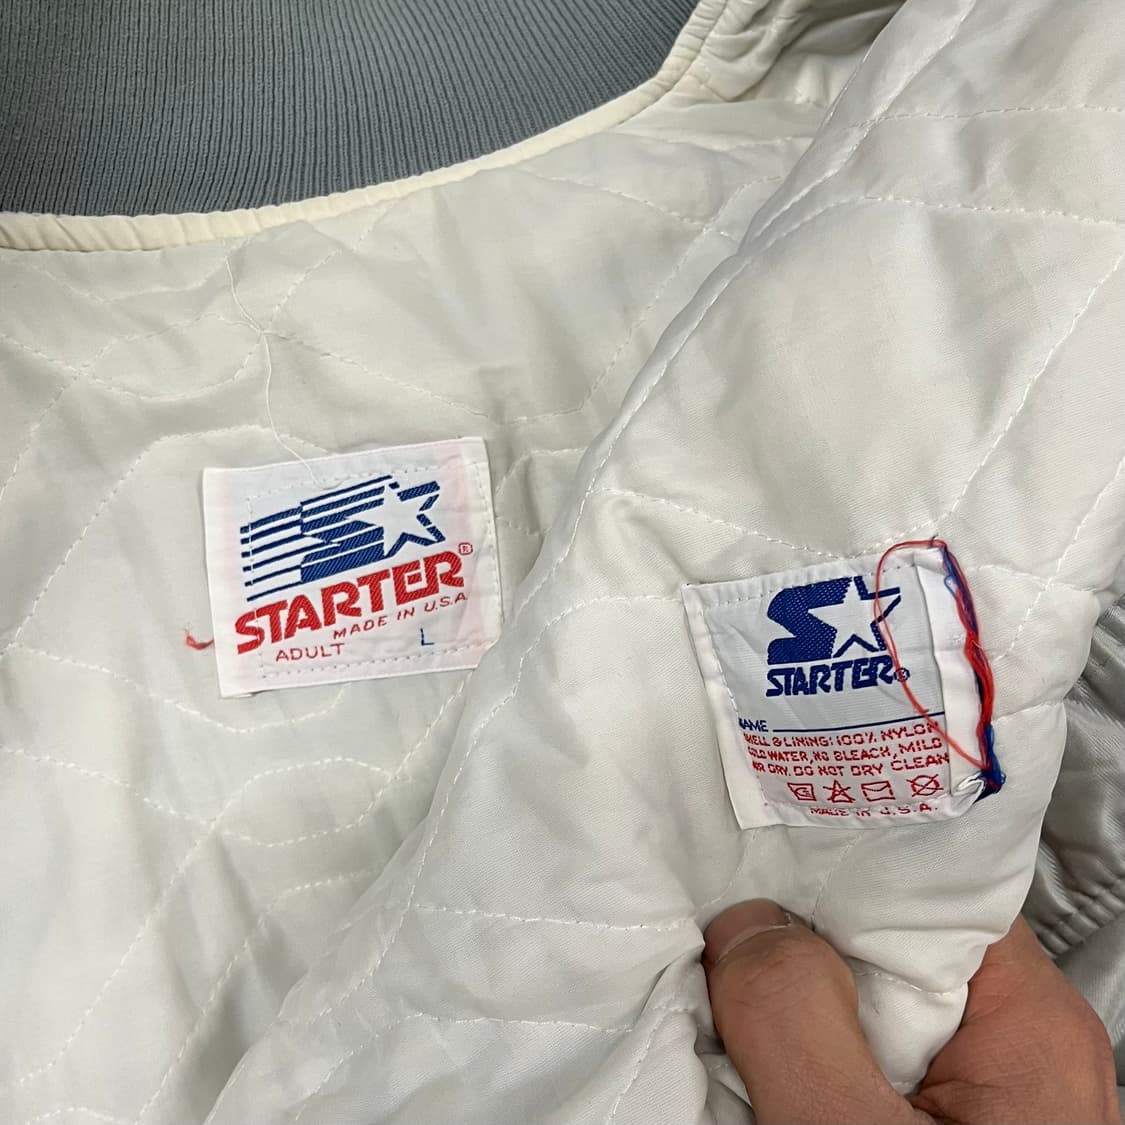 STARTER®
MADE IN U.S.A
ADULT L
STARTER®
NAME
SHELL & LINING: 100% NYLON
COLD WATER, NO BLEACH, MILD
AIR DRY. DO NOT DRY CLEAN
MADE IN U.S.A.